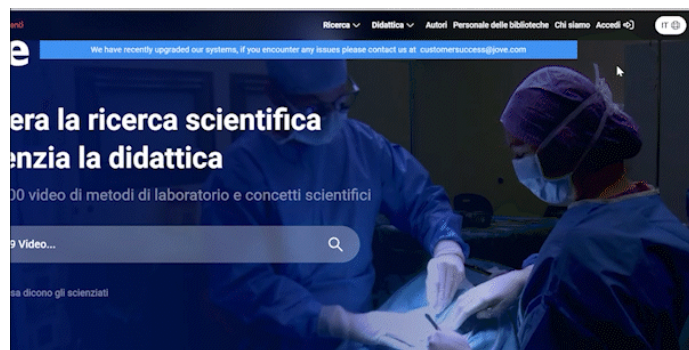 Ricerca Didattica Autori Personale delle biblioteche Chi siamo Accedi IT
e
We have recently upgraded our systems, if you encounter any issues please contact us at customersuccess@jove.com
era la ricerca scientifica
enzia la didattica
00 video di metodi di laboratorio e concetti scientifici
9 Video...
sa dicono gli scienziati